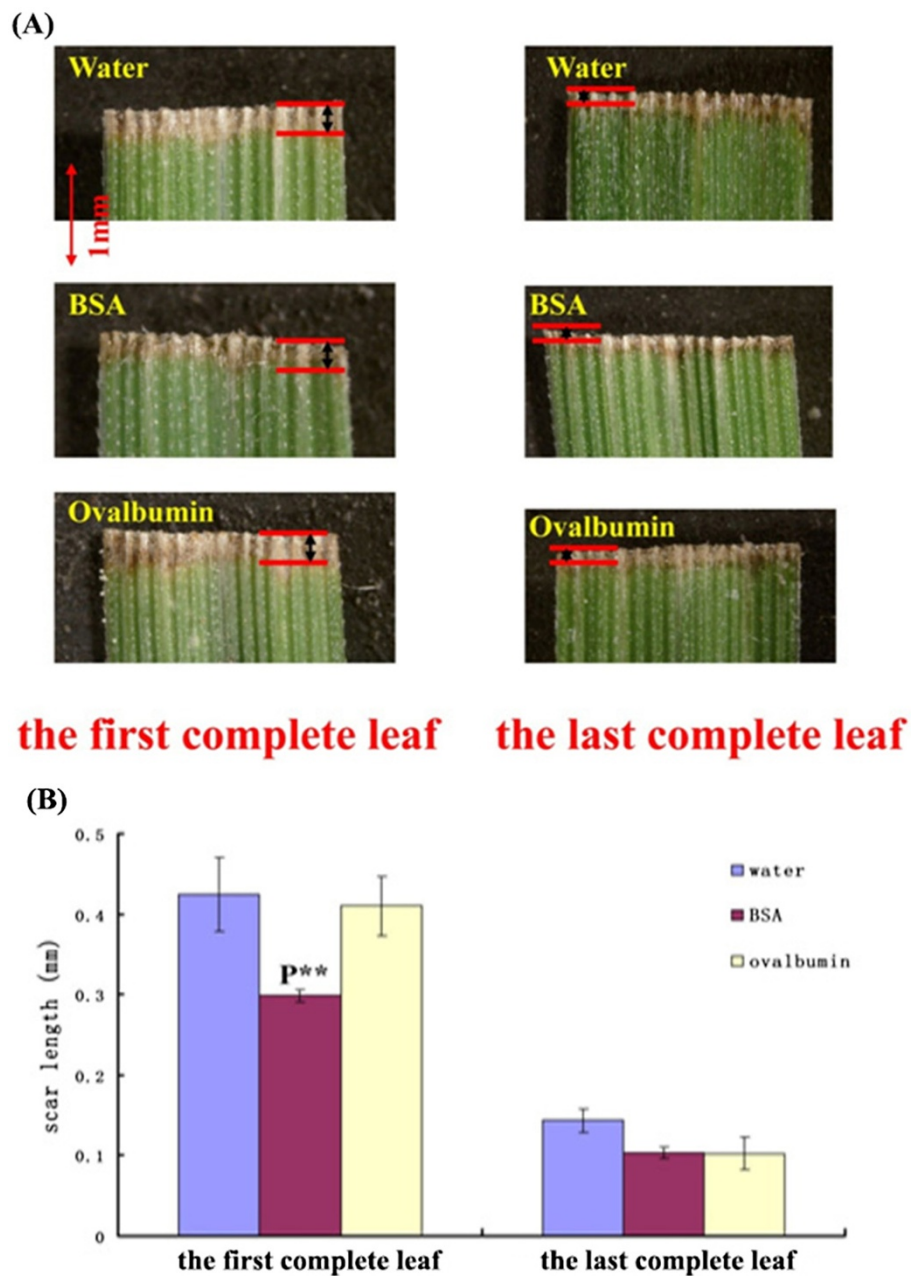 (A)
Water
Water
1mm
BSA
BSA
Ovalbumin
Ovalbumin
the first complete leaf
the last complete leaf
(B)
0.5
0.4
0.3
0.2
0.1
0
scar length (mm)
P**
water
BSA
ovalbumin
the first complete leaf
the last complete leaf